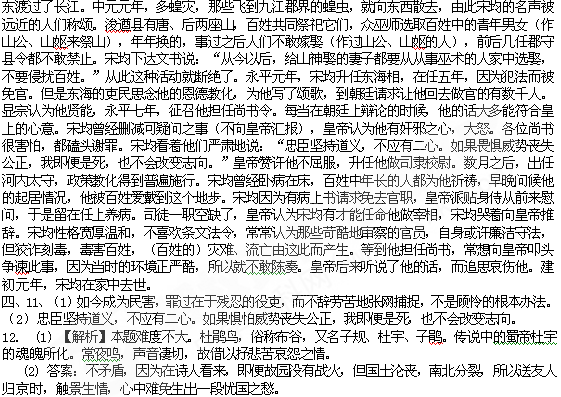 东渡过了长江。中元元年，多蝗灾，那些飞到九江郡界的蝗虫，就向东西散去，由此宋均的名声被
远近的人们称颂。浚遒县有唐、后两座山，百姓共同祭祀它们，众巫师选取百姓中的青年男女（作
山公、山妪来祭山），年年换的，事过之后人们不敢嫁娶（作过山公、山妪的人），前后几任郡守
县令都不敢禁止。宋均下达文书说：“从今以后，给山神娶的妻子都要从从事巫术的人家中选娶，
不要侵扰百姓。”从此这种活动就断绝了。永平元年，宋均升任东海相，在任五年，因为犯法而被
免官。但是东海的吏民思念他的恩德教化，为他写了颂歌，到朝廷请求让他回去做官的有数千人。
显宗认为他贤能，永平七年，征召他担任尚书令。每当在朝廷上辩论的时候，他的话大多能符合皇
上的心意。宋均曾经删减可疑问之事（不向皇帝汇报），皇帝认为他有奸邪之心，大怒。各位尚书
很害怕，都磕头谢罪。宋均看着他们严肃地说：“忠臣坚持道义，不应有二心。如果畏惧威势丧失
公正，我即便是死，也不会改变志向。”皇帝赞许他不屈服，升任他做司隶校尉。数月之后，出任
河内太守，政策教化得到普遍施行。宋均曾经卧病在床，百姓中年长的人都为他祈祷，早晚问候他
的起居情况，他被百姓爱戴到这个地步。宋均因为有病上书请求免去官职，皇帝派贴身侍从前来慰
问，于是留在任上养病。司徒一职空缺了，皇帝认为宋均有才能任命他做宰相，宋均哭着向皇帝推
辞。宋均性格宽厚温和，不喜欢条文法令，常常认为那些苛酷地审察的官员，自身或许廉洁守法，
但狡诈刻毒，毒害百姓，（百姓的）灾难、流亡由这此而产生。等到他担任尚书，常想向皇帝叩头
争谏此事，因为当时的环境正严酷，所以就不敢陈奏。皇帝后来听说了他的话，而追思哀伤他。建
初元年，宋均在家中去世。
四、11、（1）如今成为民害，罪过在于残忍的役吏，而不辞劳苦地张网捕捉，不是顾怜的根本办法。
（2）忠臣坚持道义，不应有二心。如果惧怕威势丧失公正，我即便是死，也不会改变志向。
12．（1）【解析】本题难度不大。杜鹃鸟，俗称布谷，又名子规、杜宇、子鹃。传说中的蜀帝杜宇
的魂魄所化。常夜鸣，声音凄切，故借以抒悲苦哀怨之情。
（2）答案：不矛盾，因为在诗人看来，即便故园没有战火，但国土沦丧，南北分裂，所以送友人
归京时，触景生情，心中难免生出一段忧国之愁。